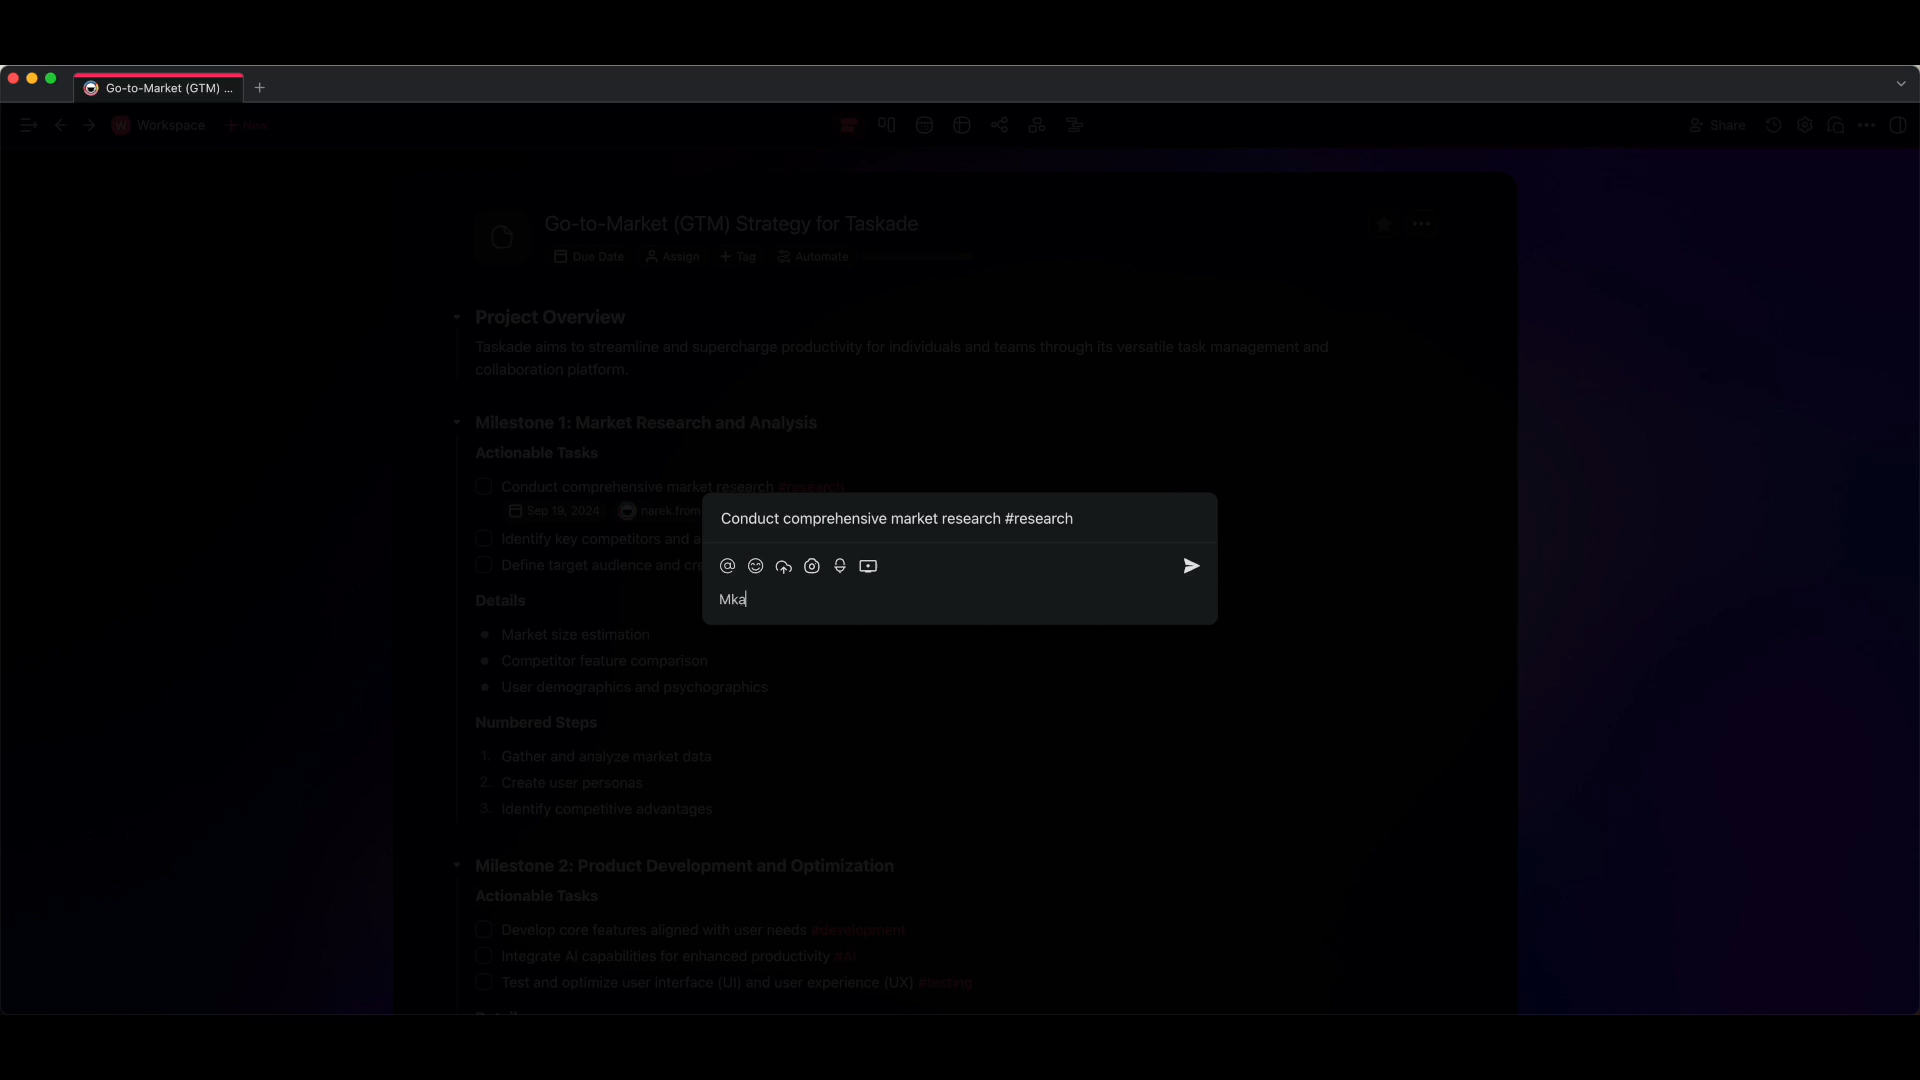 Go-to-Market (GTM) ...
W Workspace + New
Share
Go-to-Market (GTM) Strategy for Taskade
Due Date Assign + Tag Automate
Project Overview
Taskade aims to streamline and supercharge productivity for individuals and teams through its versatile task management and
collaboration platform.
Milestone 1: Market Research and Analysis
Actionable Tasks
Conduct comprehensive market research #research
Sep 19, 2024 narek.from
Conduct comprehensive market research #research
Identify key competitors and a
Define target audience and cre
Mka
Details
Market size estimation
Competitor feature comparison
User demographics and psychographics
Numbered Steps
1. Gather and analyze market data
2. Create user personas
3. Identify competitive advantages
Milestone 2: Product Development and Optimization
Actionable Tasks
Develop core features aligned with user needs #development
Integrate AI capabilities for enhanced productivity #AI
Test and optimize user interface (UI) and user experience (UX) #testing